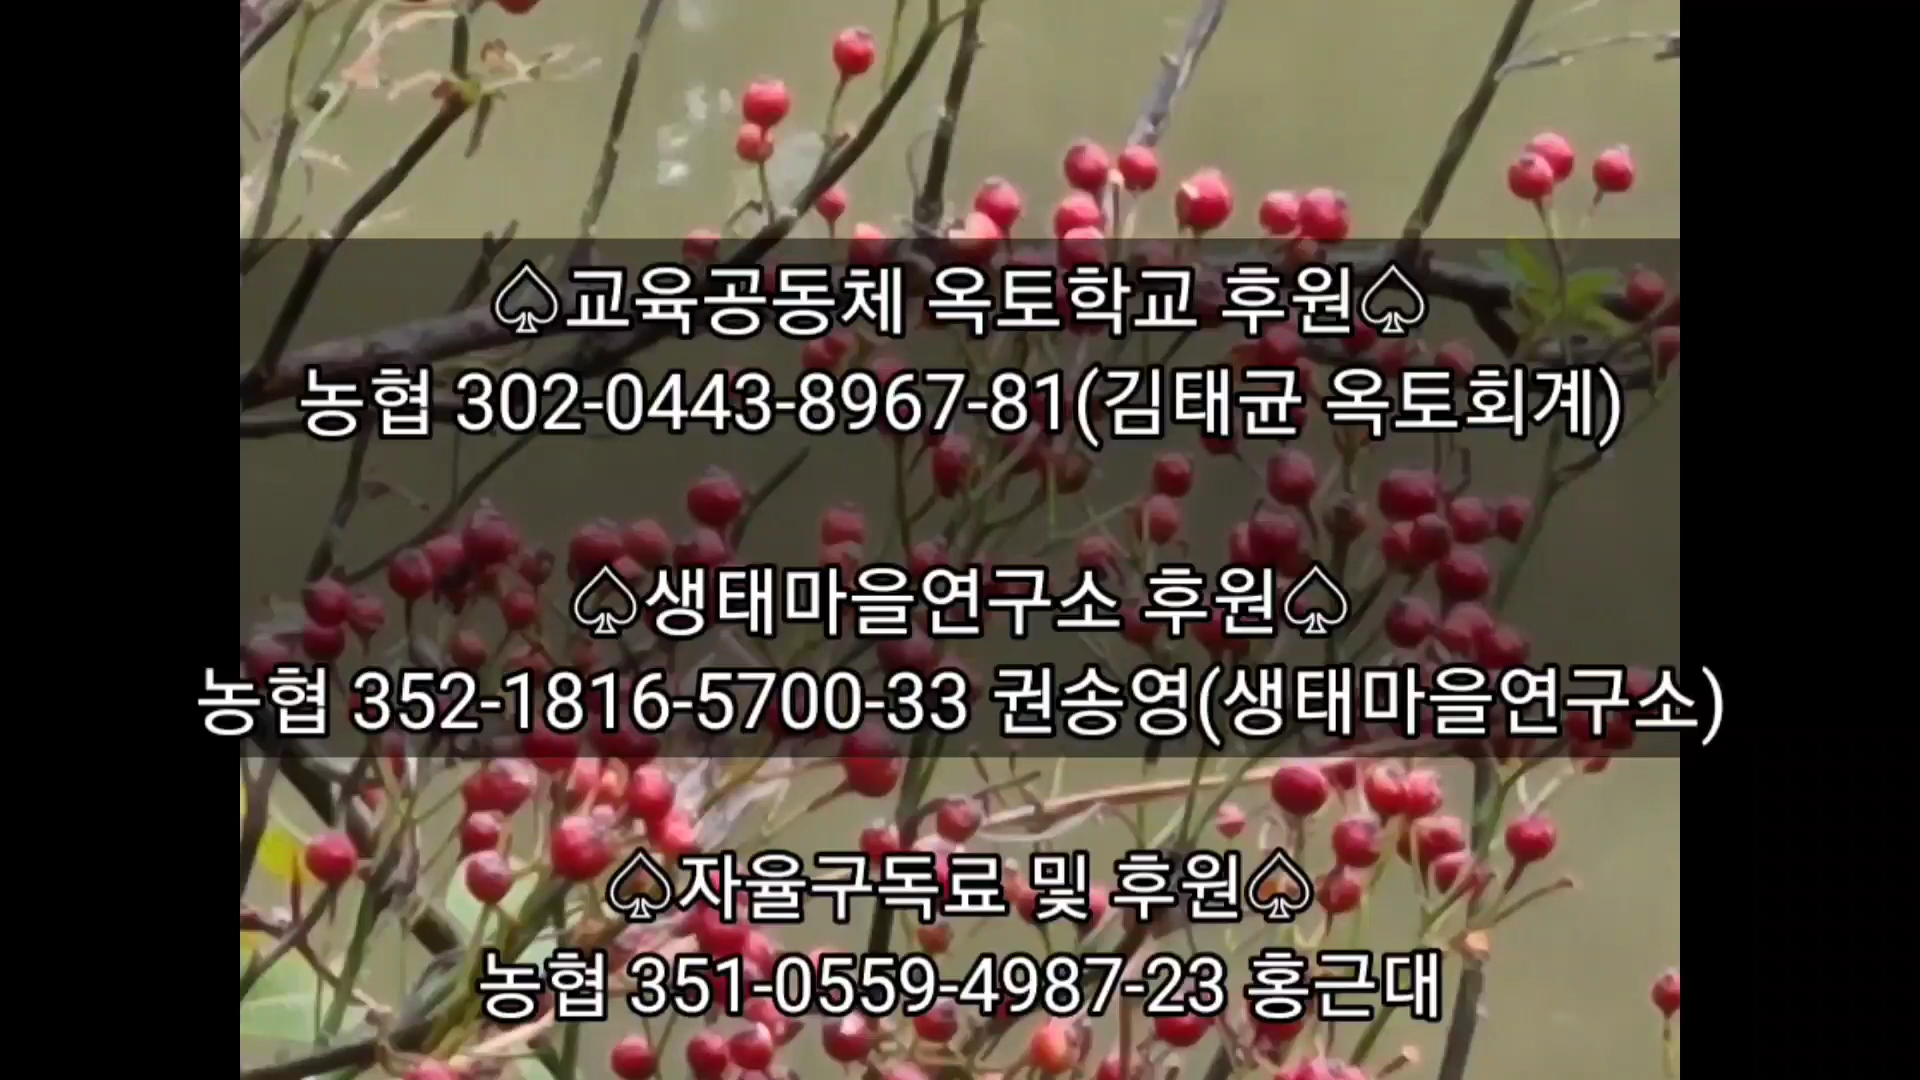 ♤교육공동체 옥토학교 후원♤
농협 302-0443-8967-81(김태균 옥토회계)
♤생태마을연구소 후원♤
농협 352-1816-5700-33 권송영(생태마을연구소)
♤자율구독료 및 후원♤
농협 351-0559-4987-23 홍근대